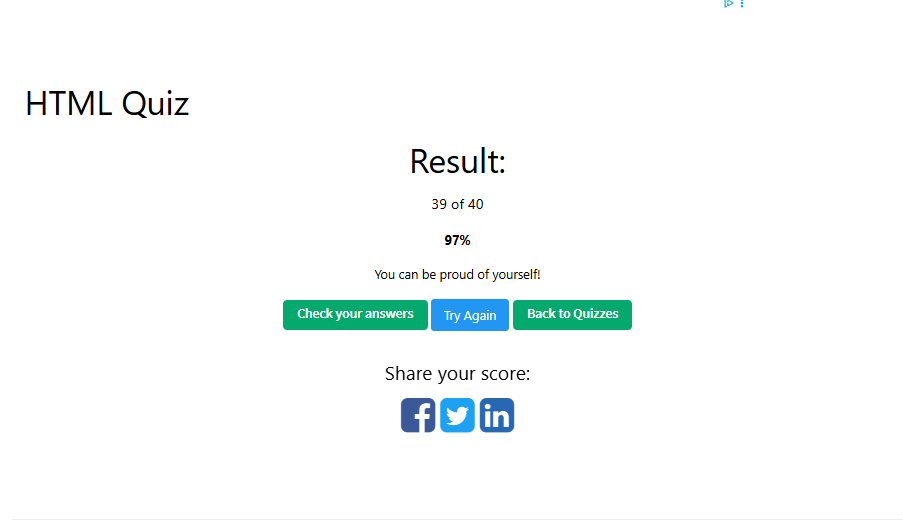 HTML Quiz
Result:
39 of 40
97%
You can be proud of yourself!
Check your answers Try Again Back to Quizzes
Share your score:
f in